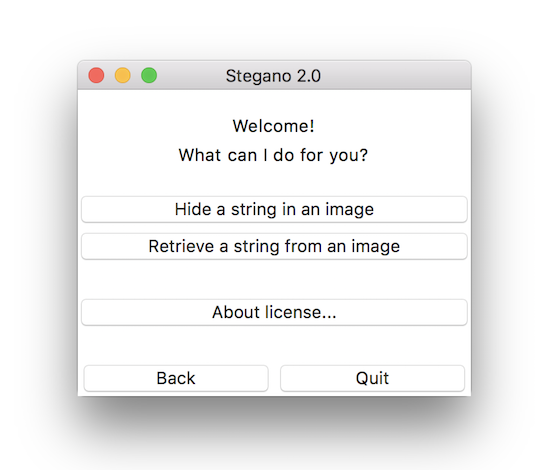 Stegano 2.0
Welcome!
What can I do for you?
Hide a string in an image
Retrieve a string from an image
About license...
Back
Quit